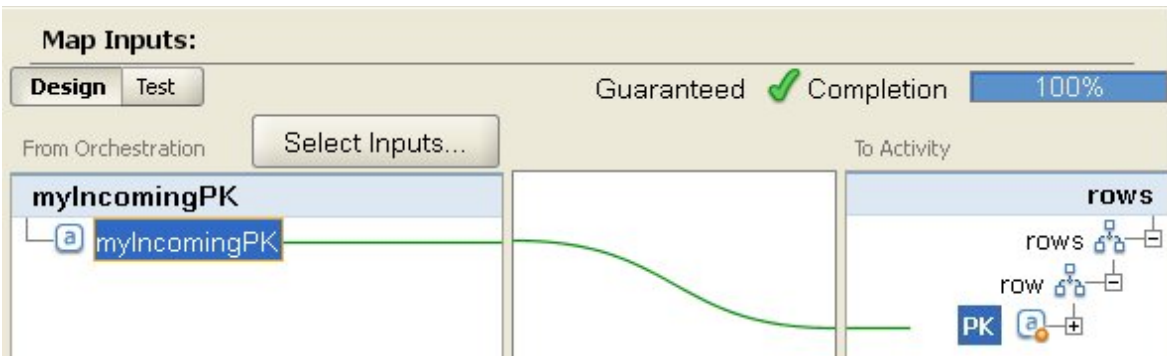 Map Inputs:
Design Test Guaranteed Completion 100%
From Orchestration Select Inputs... To Activity
myIncomingPK rows
a myIncomingPK rows
row
PK a